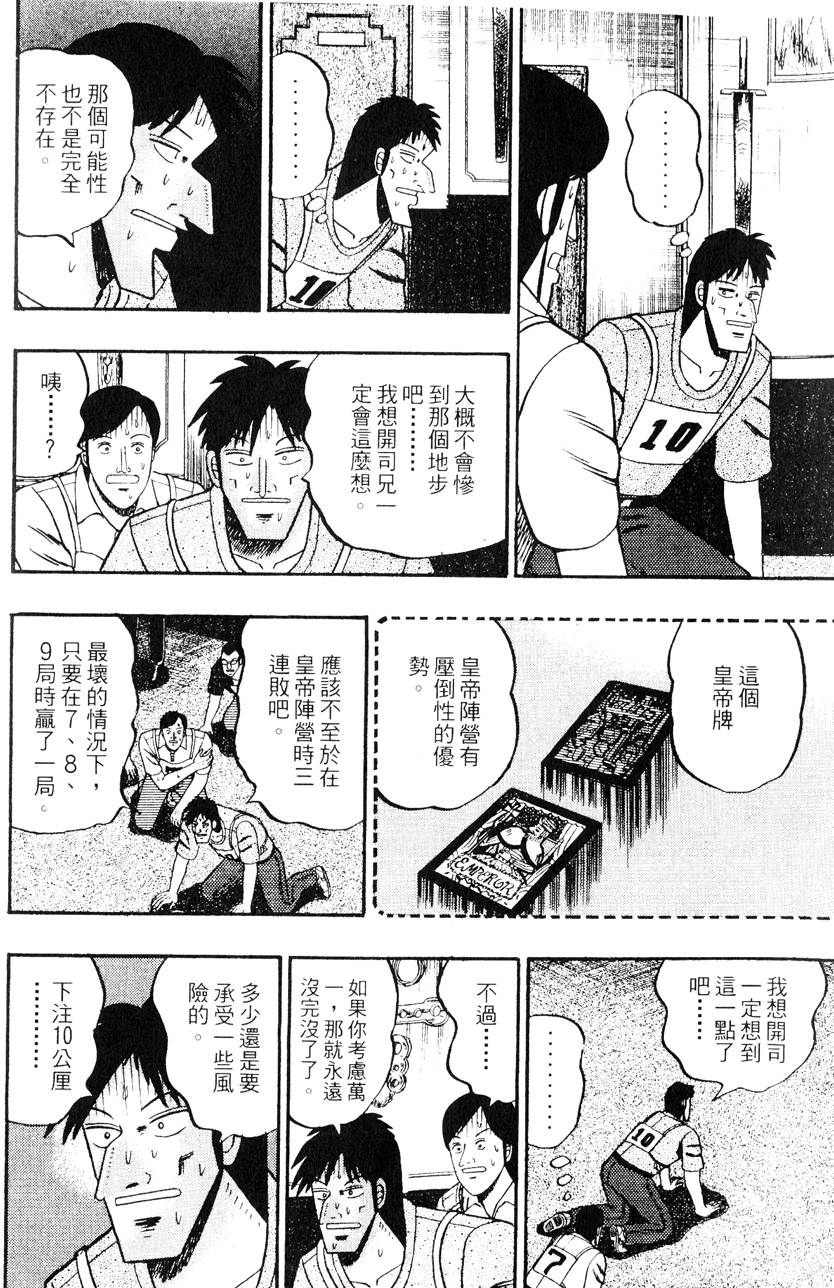 ………
10
………
10
那個可能性
也不是完全
不存在。
大概不會慘
到那個地步
吧………
我想開司兄一
定會這麼想。
咦
………？
這個
皇帝牌
皇帝陣營有
壓倒性的優
勢。
EMPEROR
應該不至於在
皇帝陣營時三
連敗吧。
最壞的情況下，
只要在7、8、
9局時贏了一局。
我想開司
一定想到
這一點了
吧………
………
10
7
不過………
如果你考慮萬
一，那就永遠
沒完沒了了。
多少還是要
承受一些風
險的。
下注10公厘
………